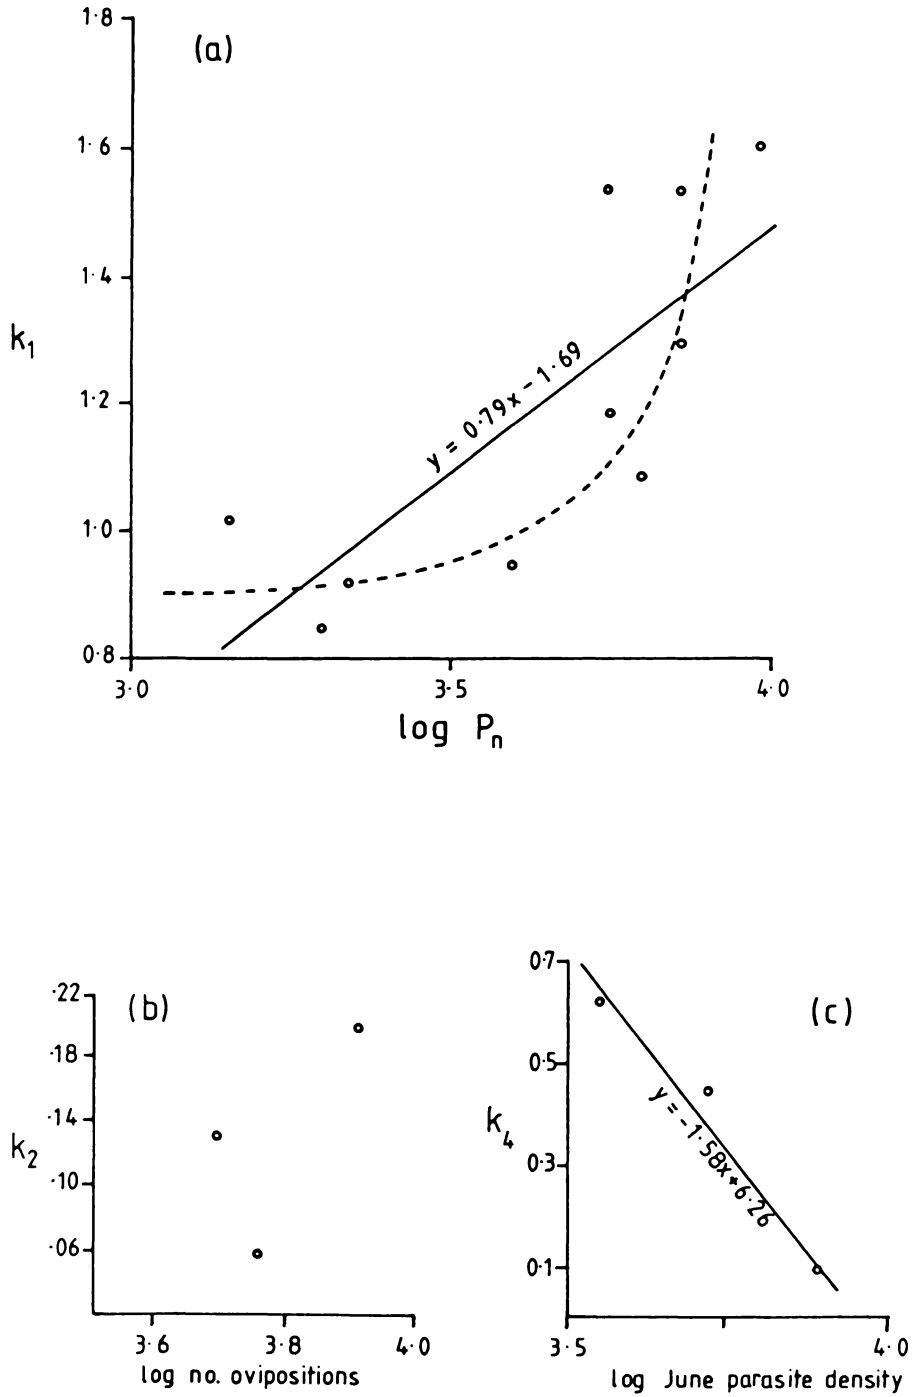 (a)
1·8
1·6
1·4
1·2
1·0
0·8
k1
y = 0·79x - 1·69
3·0 3·5 4·0
log Pn
(b)
·22
·18
·14
·10
·06
k2
3·6 3·8 4·0
log no. ovipositions
(c)
0·7
0·5
0·3
0·1
k4
y = -1·58x+6·26
3·5 4·0
log June parasite density